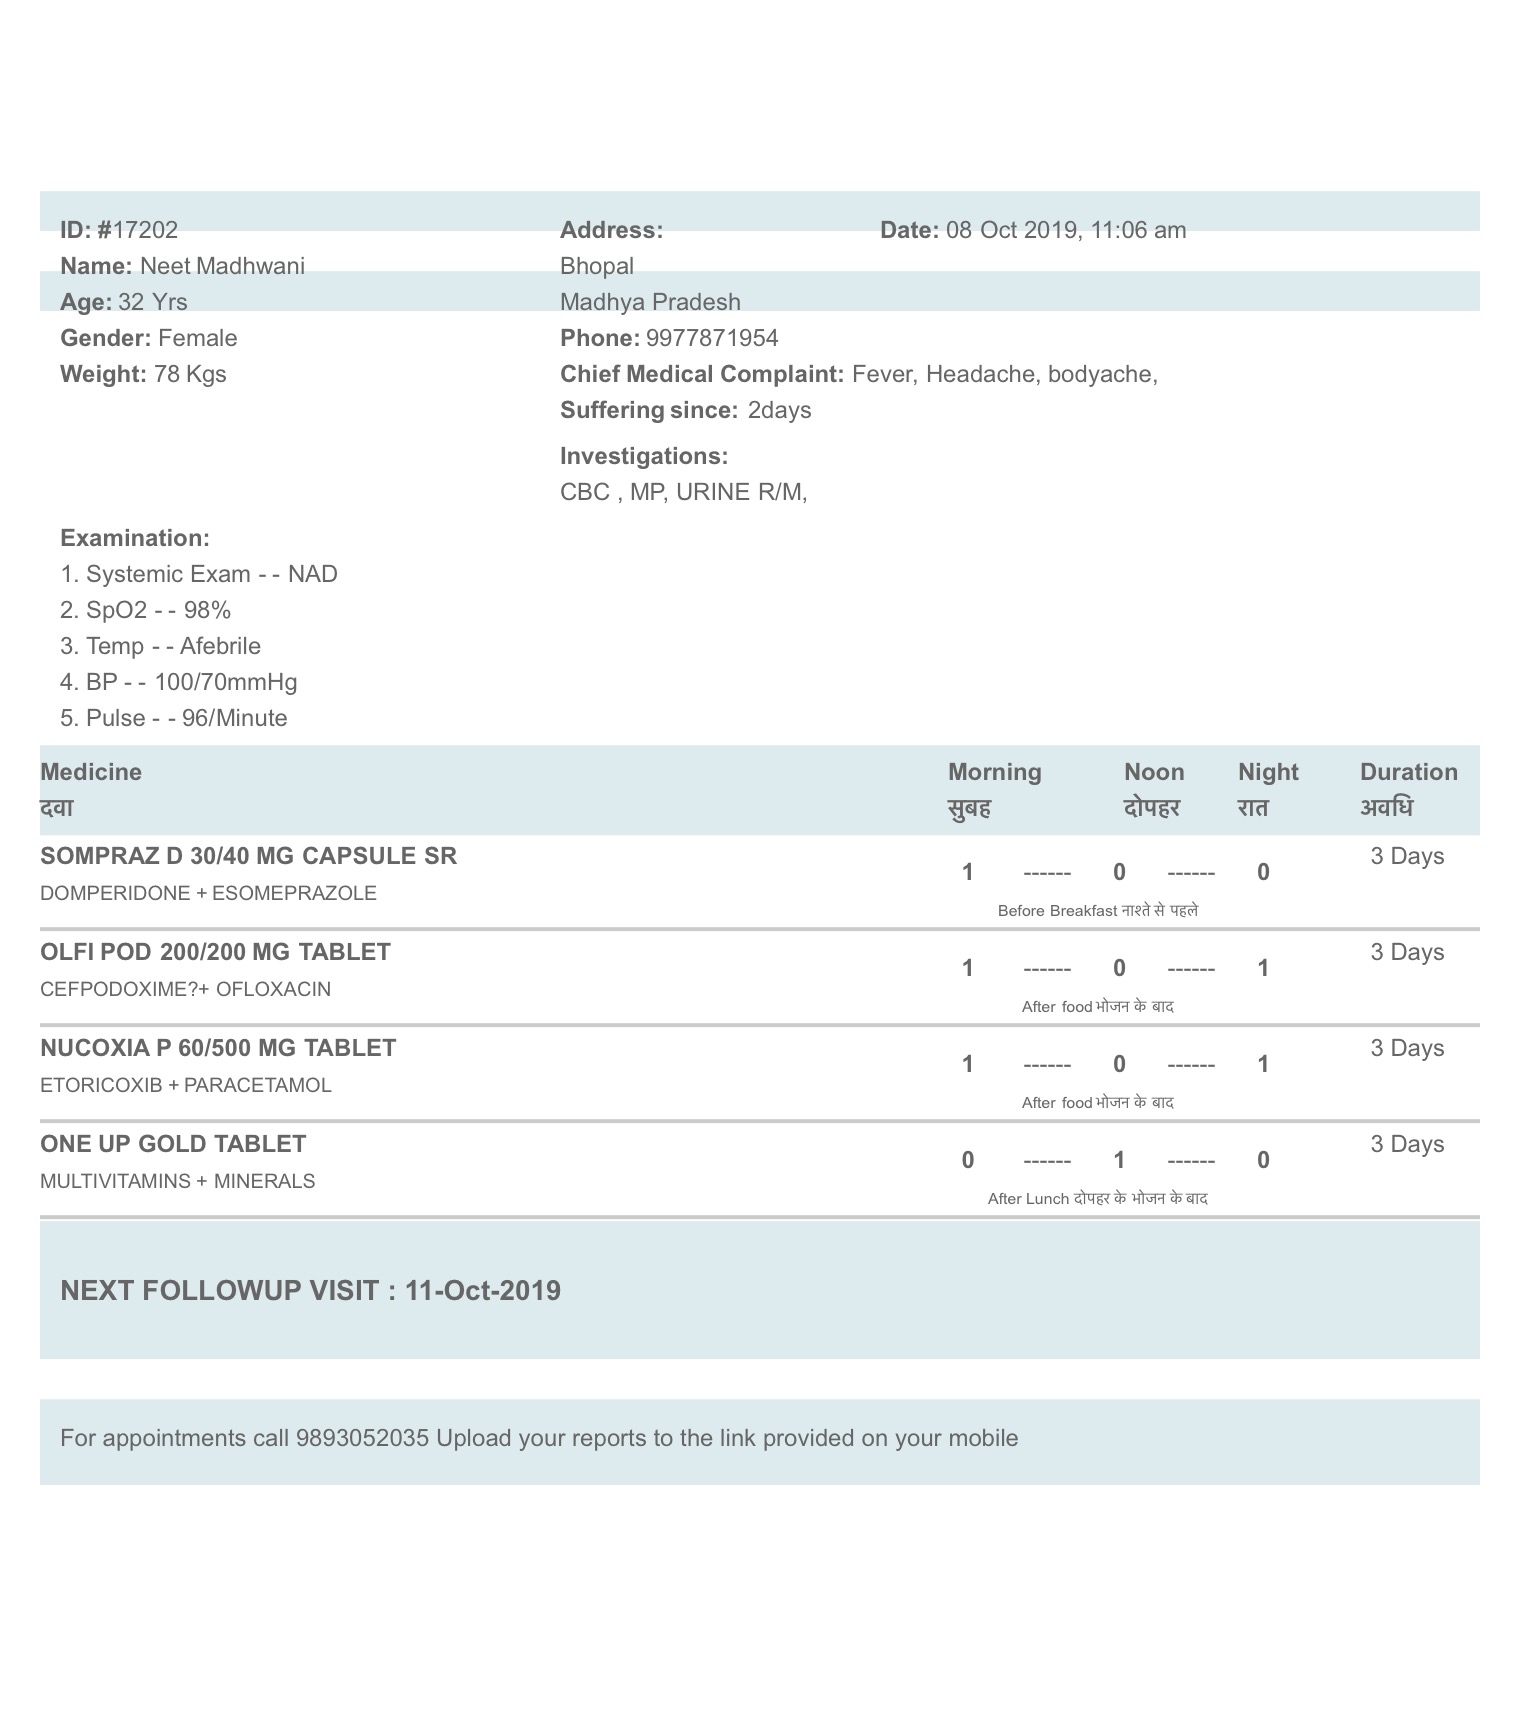 ID: #17202
Name: Neet Madhwani
Age: 32 Yrs
Gender: Female
Weight: 78 Kgs
Address:
Bhopal
Madhya Pradesh
Phone: 9977871954
Chief Medical Complaint: Fever, Headache, bodyache,
Suffering since: 2days
Investigations:
CBC , MP, URINE R/M,
Date: 08 Oct 2019, 11:06 am
Examination:
1. Systemic Exam - - NAD
2. SpO2 - - 98%
3. Temp - - Afebrile
4. BP - - 100/70mmHg
5. Pulse - - 96/Minute
Medicine Morning Noon Night Duration
दवा सुबह दोपहर रात अवधि
SOMPRAZ D 30/40 MG CAPSULE SR 3 Days
1 ------ 0 ------ 0
DOMPERIDONE + ESOMEPRAZOLE
Before Breakfast नाश्ते से पहले
OLFI POD 200/200 MG TABLET 3 Days
1 ------ 0 ------ 1
CEFPODOXIME?+ OFLOXACIN
After food भोजन के बाद
NUCOXIA P 60/500 MG TABLET 3 Days
1 ------ 0 ------ 1
ETORICOXIB + PARACETAMOL
After food भोजन के बाद
ONE UP GOLD TABLET 3 Days
0 ------ 1 ------ 0
MULTIVITAMINS + MINERALS
After Lunch दोपहर के भोजन के बाद
NEXT FOLLOWUP VISIT : 11-Oct-2019
For appointments call 9893052035 Upload your reports to the link provided on your mobile